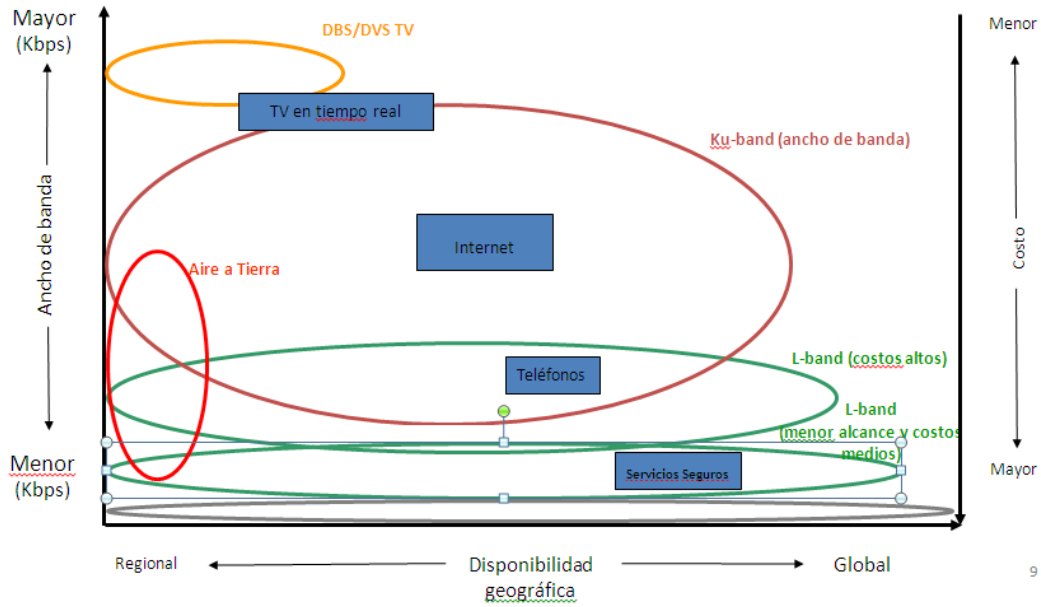 Mayor
(Kbps)
DBS/DVS TV
Menor
TV en tiempo real
Ku-band (ancho de banda)
Ancho de banda
Internet
Costo
Aire a Tierra
L-band (costos altos)
Teléfonos
L-band
(menor alcance y costos
medios)
Menor
(Kbps)
Servicios Seguros
Mayor
Regional
Disponibilidad
geográfica
Global
9